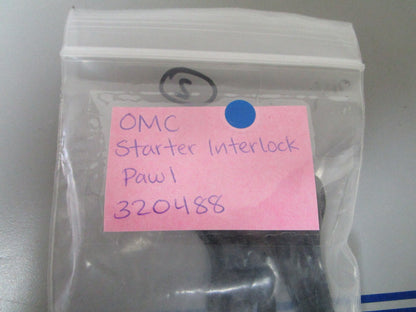 OMC
Starter Interlock
Pawl
320488